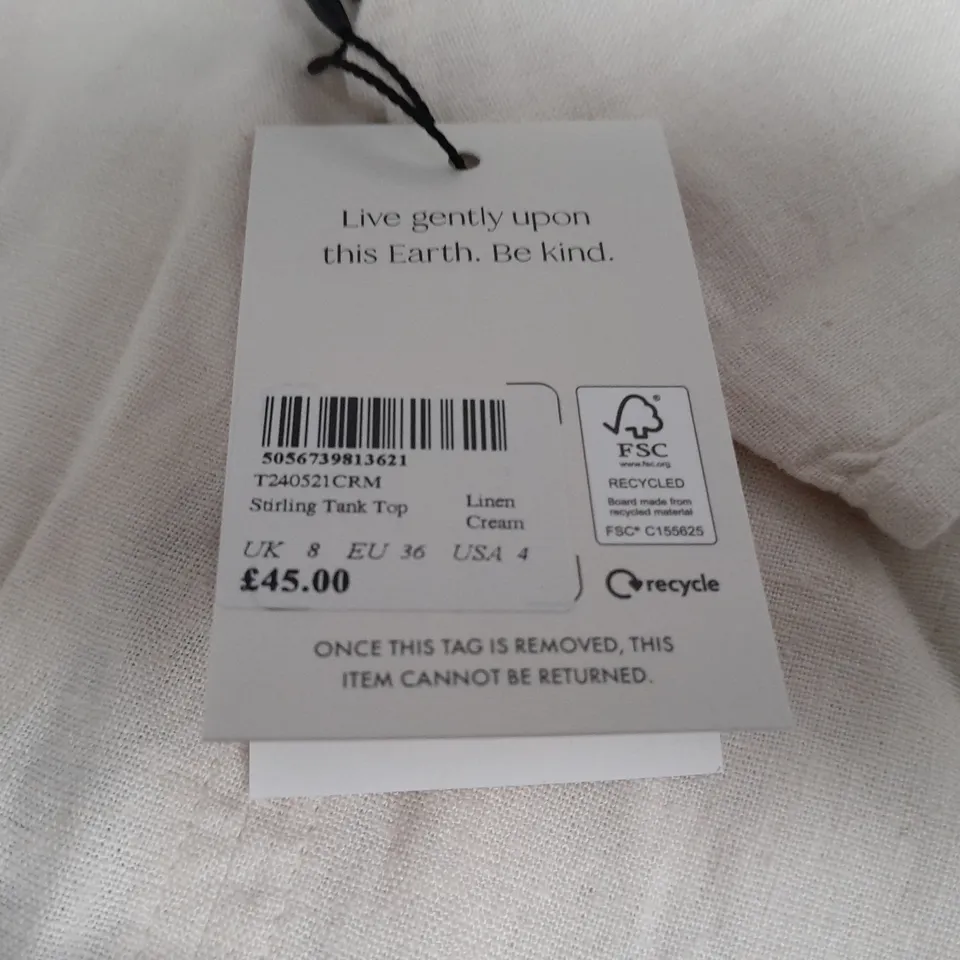 Live gently upon
this Earth. Be kind.
5056739813621
T240521CRM
Stirling Tank Top
Linen
Cream
UK 8 EU 36 USA 4
£45.00
FSC®
www.fsc.org
RECYCLED
Board made from
recycled material
FSC® C155625
recycle
ONCE THIS TAG IS REMOVED, THIS
ITEM CANNOT BE RETURNED.